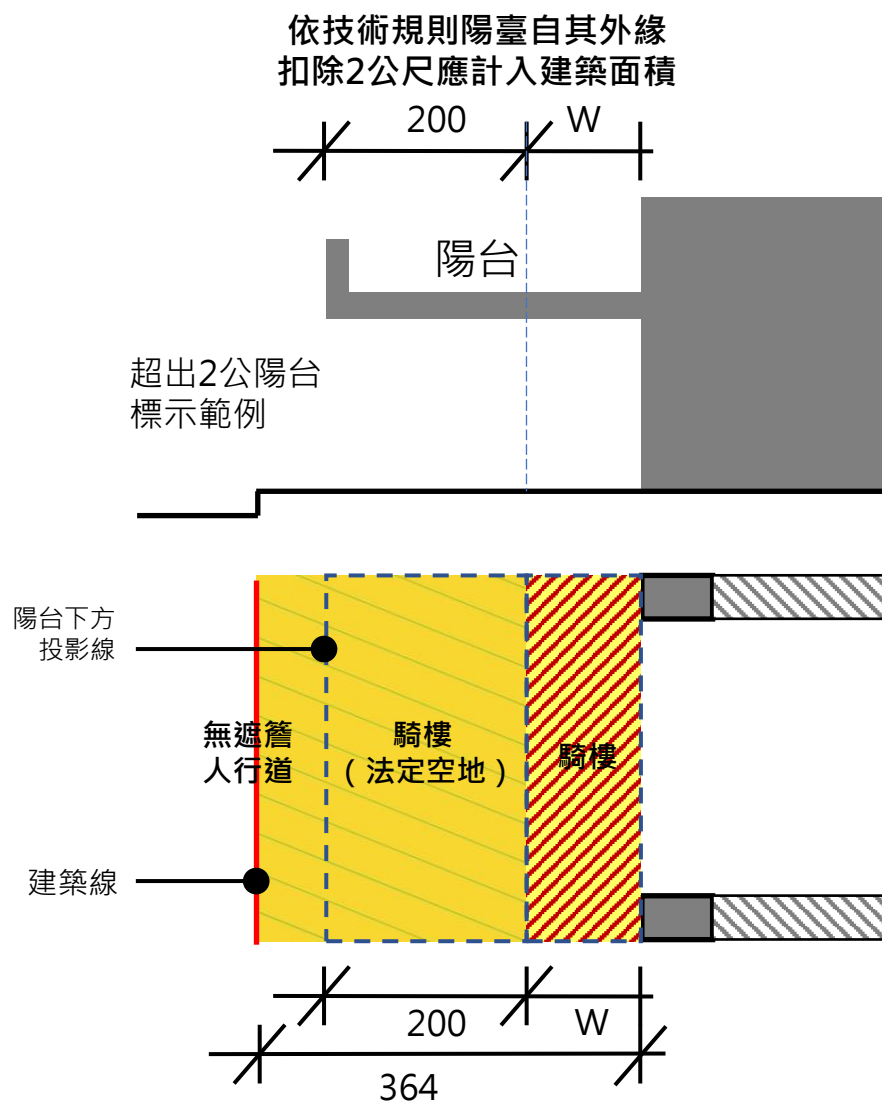 依技術規則陽臺自其外緣
扣除2公尺應計入建築面積
200
W
陽台
超出2公陽台
標示範例
陽台下方
投影線
無遮簷
人行道
騎樓
(法定空地)
騎樓
建築線
200
W
364